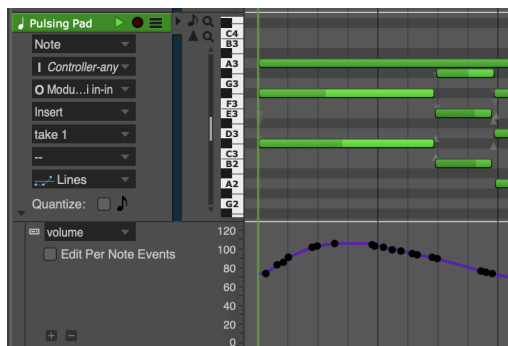 Pulsing Pad
Note
I Controller-any
O Modu...i in-in
Insert
take 1
--
Lines
Quantize:
C4
B3
A3
G3
F3
E3
D3
C3
B2
A2
G2
volume
Edit Per Note Events
120
100
80
60
40
20
0